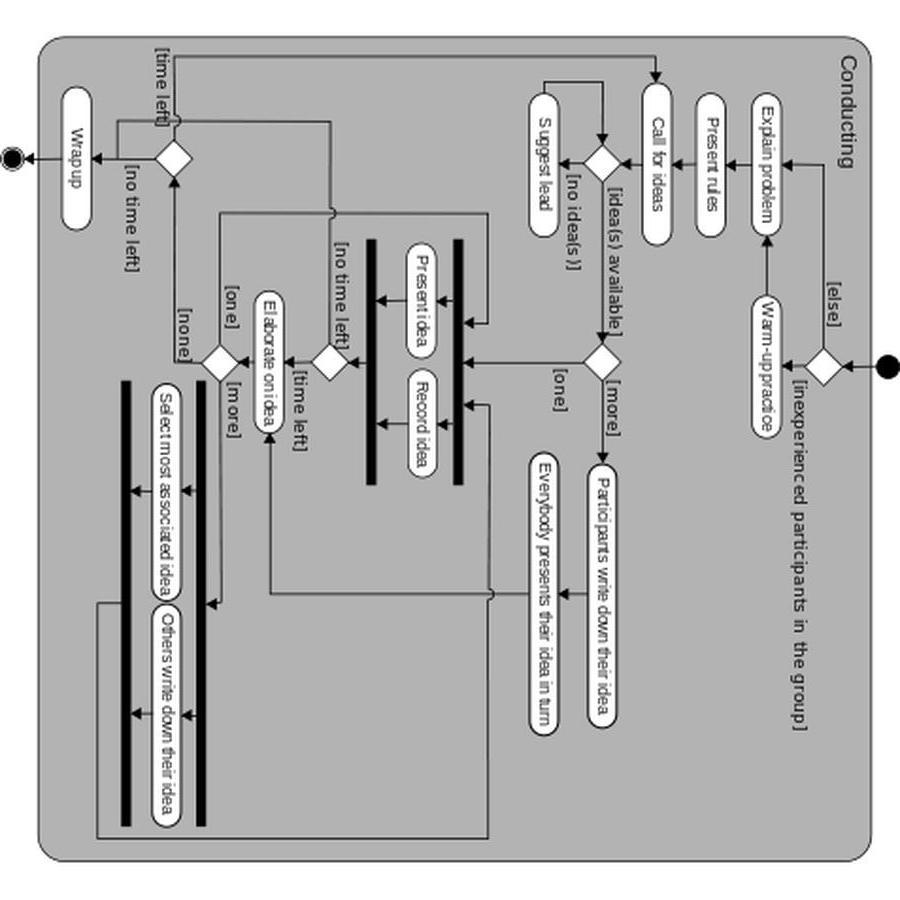 Conducting
[else]
[inexperienced participants in the group]
Warm-up practice
Explain problem
Present rules
Call for ideas
[idea(s) available]
[more]
[no idea(s)]
Suggest lead
[one]
Participants write down their idea
Everybody presents their idea in turn
Present idea
Record idea
[no time left]
[time left]
Elaborate on idea
[one]
[more]
[none]
Select most associated idea
Others write down their idea
[time left]
[no time left]
Wrap up